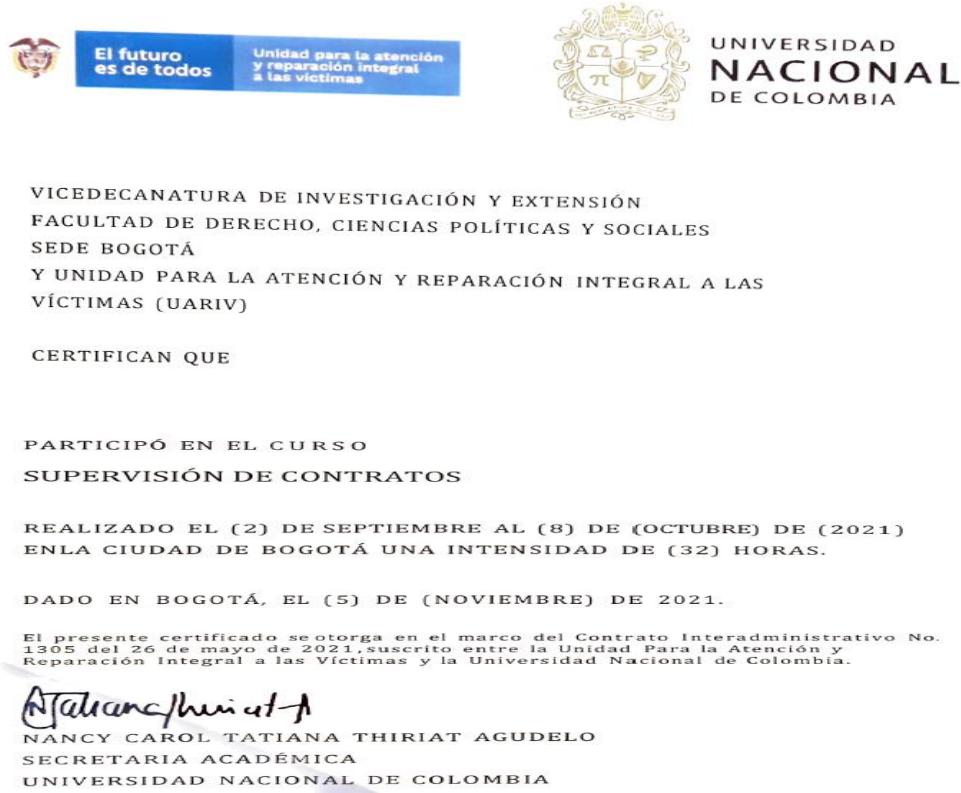 El futuro
es de todos
Unidad para la atención
y reparación integral
a las víctimas
UNIVERSIDAD
NACIONAL
DE COLOMBIA
VICEDECANATURA DE INVESTIGACIÓN Y EXTENSIÓN
FACULTAD DE DERECHO, CIENCIAS POLÍTICAS Y SOCIALES
SEDE BOGOTÁ
Y UNIDAD PARA LA ATENCIÓN Y REPARACIÓN INTEGRAL A LAS
VÍCTIMAS (UARIV)
CERTIFICAN QUE
PARTICIPÓ EN EL CURSO
SUPERVISIÓN DE CONTRATOS
REALIZADO EL (2) DE SEPTIEMBRE AL (8) DE (OCTUBRE) DE (2021)
ENLA CIUDAD DE BOGOTÁ UNA INTENSIDAD DE (32) HORAS.
DADO EN BOGOTÁ, EL (5) DE (NOVIEMBRE) DE 2021.
El presente certificado se otorga en el marco del Contrato Interadministrativo No.
1305 del 26 de mayo de 2021, suscrito entre la Unidad Para la Atención y
Reparación Integral a las Víctimas y la Universidad Nacional de Colombia.
NANCY CAROL TATIANA THIRIAT AGUDELO
SECRETARIA ACADÉMICA
UNIVERSIDAD NACIONAL DE COLOMBIA